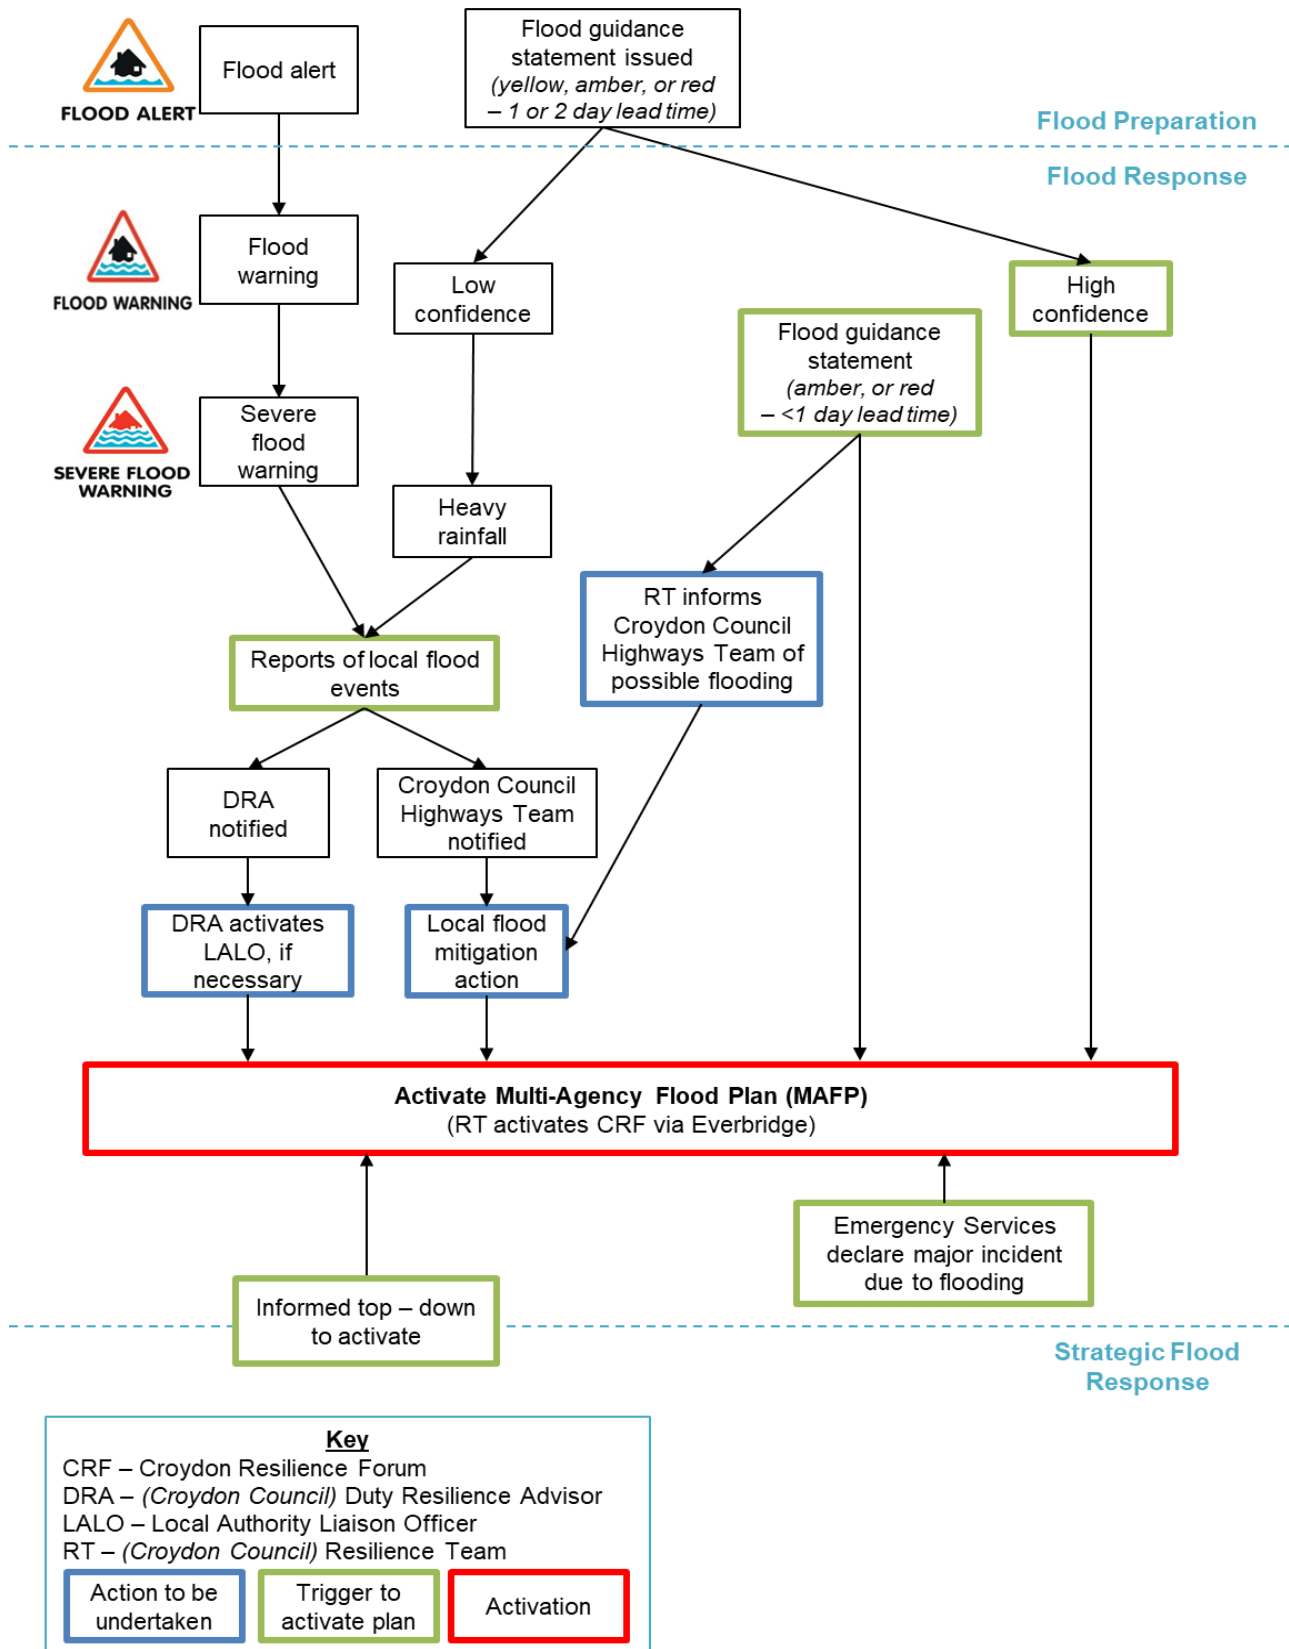 FLOOD ALERT
Flood alert
Flood guidance
statement issued
(yellow, amber, or red
– 1 or 2 day lead time)
Flood Preparation
Flood Response
FLOOD WARNING
Flood
warning
Low
confidence
High
confidence
Flood guidance
statement
(amber, or red
– <1 day lead time)
SEVERE FLOOD
WARNING
Severe
flood
warning
Heavy
rainfall
RT informs
Croydon Council
Highways Team of
possible flooding
Reports of local flood
events
DRA
notified
Croydon Council
Highways Team
notified
DRA activates
LALO, if
necessary
Local flood
mitigation
action
Activate Multi-Agency Flood Plan (MAFP)
(RT activates CRF via Everbridge)
Emergency Services
declare major incident
due to flooding
Informed top – down
to activate
Strategic Flood
Response
Key
CRF – Croydon Resilience Forum
DRA – (Croydon Council) Duty Resilience Advisor
LALO – Local Authority Liaison Officer
RT – (Croydon Council) Resilience Team
Action to be
undertaken
Trigger to
activate plan
Activation